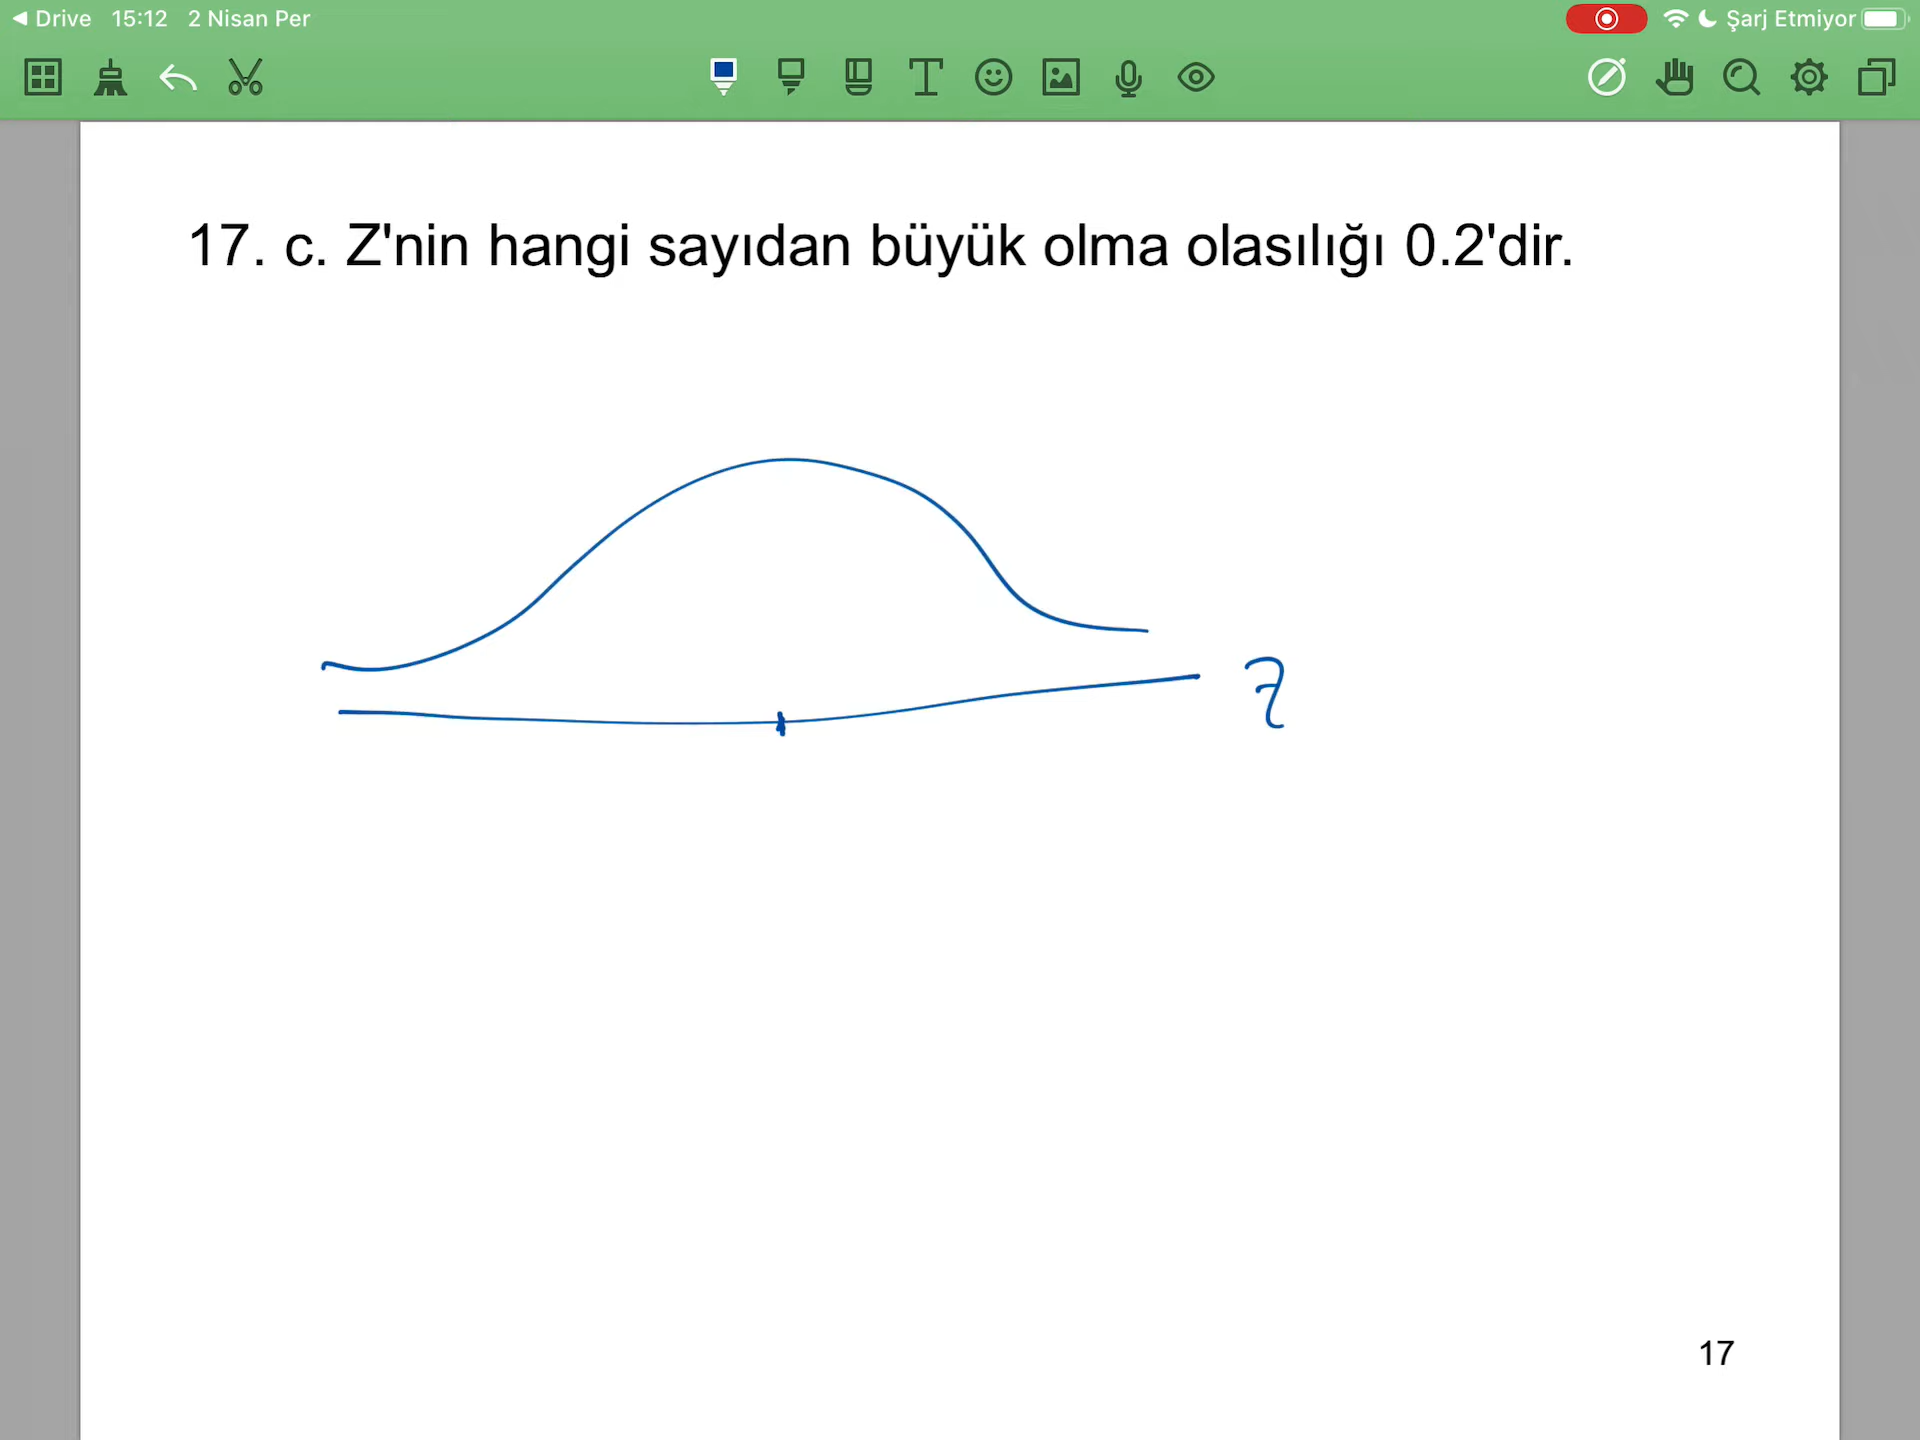 Drive 15:12 2 Nisan Per
Şarj Etmiyor
17. c. Z'nin hangi sayıdan büyük olma olasılığı 0.2'dir.
Z
17